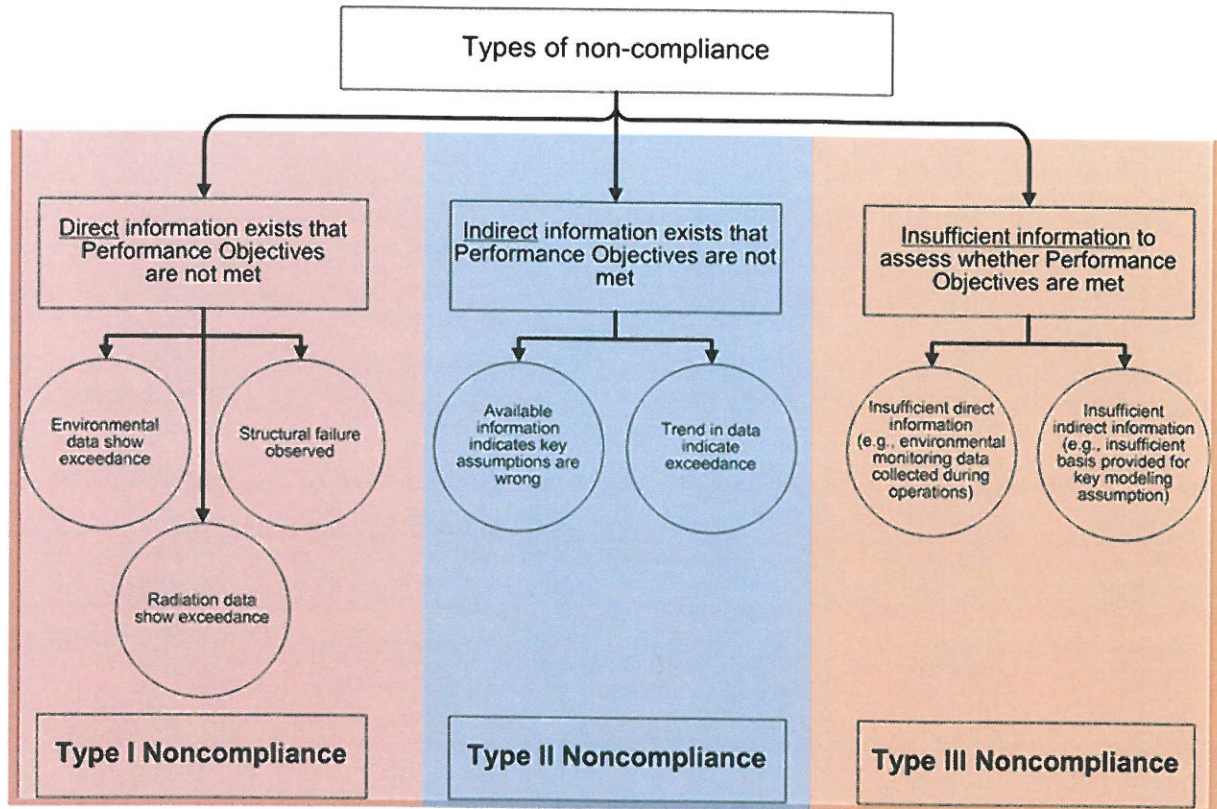 Types of non-compliance
Direct information exists that
Performance Objectives
are not met
Indirect information exists that
Performance Objectives are not
met
Insufficient information to
assess whether Performance
Objectives are met
Environmental
data show
exceedance
Structural failure
observed
Radiation data
show exceedance
Available
information
indicates key
assumptions are
wrong
Trend in data
indicate
exceedance
Insufficient direct
information
(e.g., environmental
monitoring data
collected during
operations)
Insufficient
indirect information
(e.g., insufficient
basis provided for
key modeling
assumption)
Type I Noncompliance
Type II Noncompliance
Type III Noncompliance